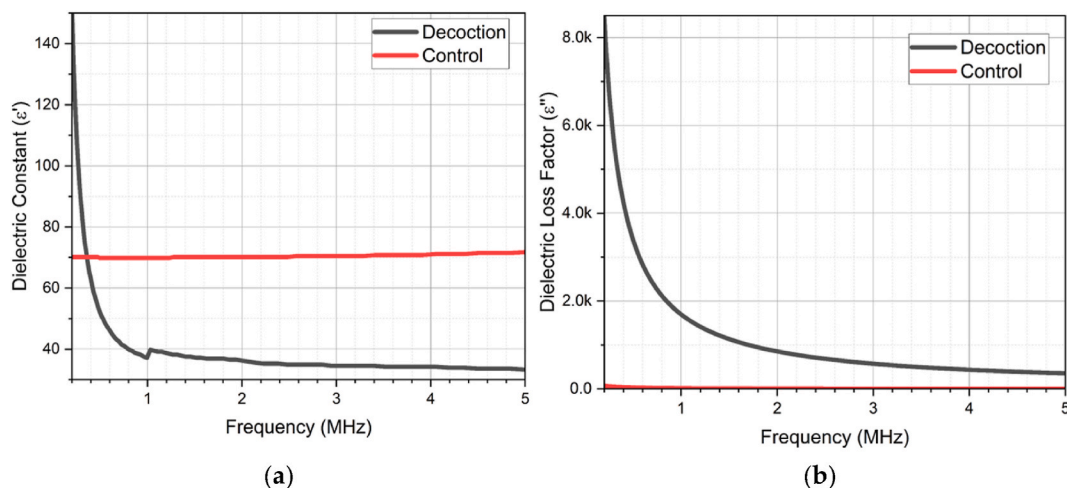 Dielectric Constant (ε')
140
120
100
80
60
40
1
2
3
4
5
Frequency (MHz)
Decoction
Control
(a)
Dielectric Loss Factor (ε")
8.0k
6.0k
4.0k
2.0k
0.0
1
2
3
4
5
Frequency (MHz)
Decoction
Control
(b)